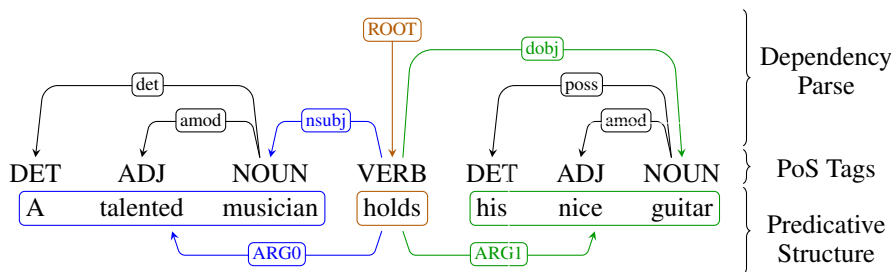 ROOT
dobj
det
poss
amod
nsubj
amod
Dependency
Parse
DET ADJ NOUN VERB DET ADJ NOUN
PoS Tags
A talented musician holds his nice guitar
Predicative
Structure
ARG0
ARG1